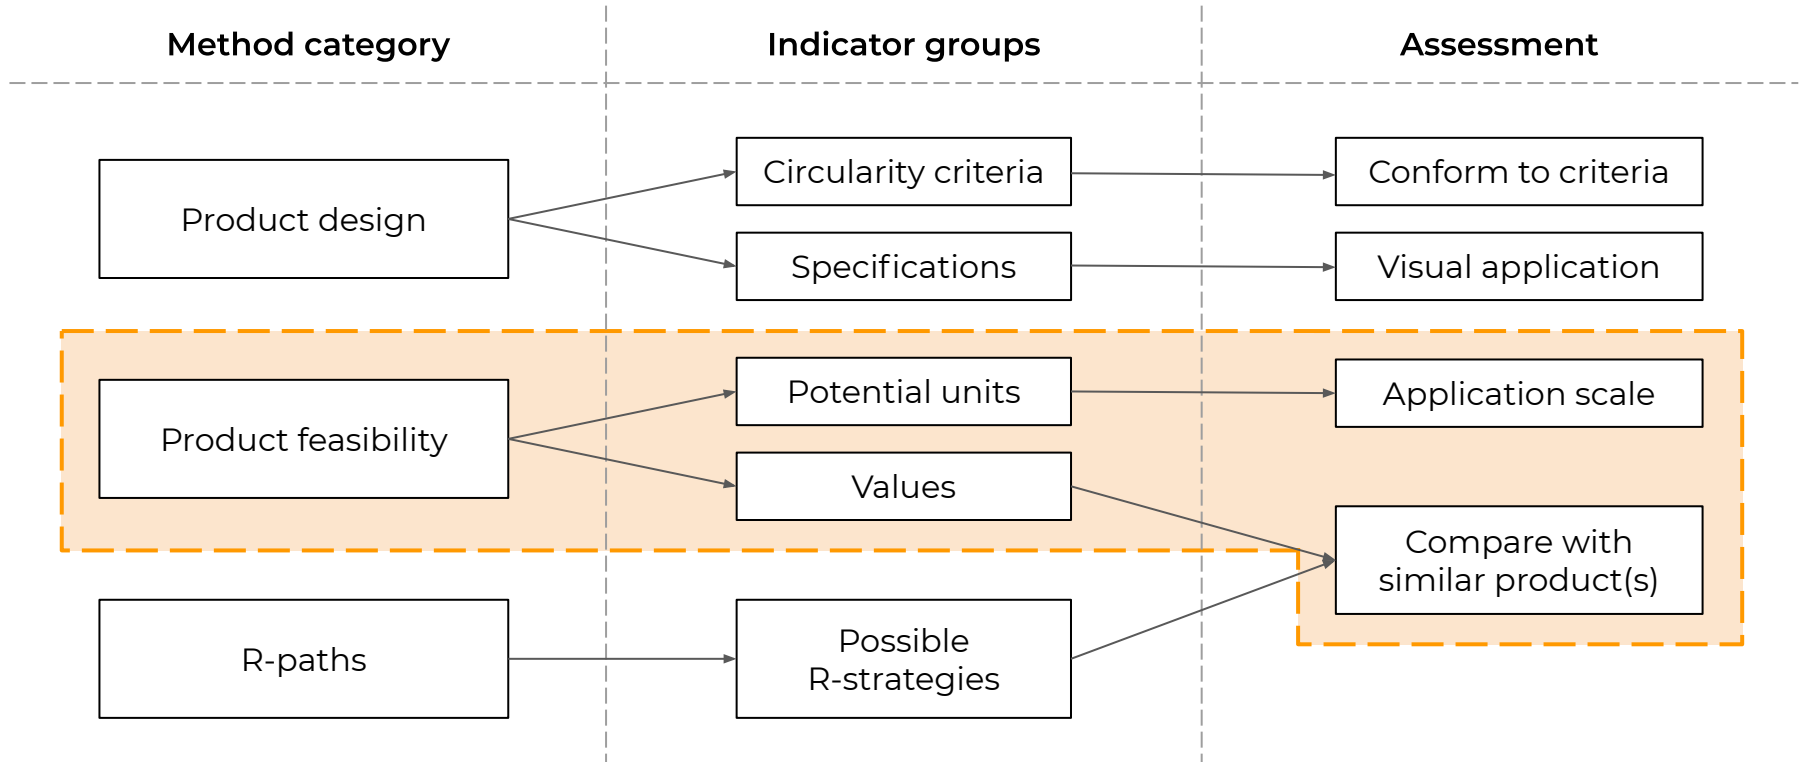 Method category
Indicator groups
Assessment
Product design
Circularity criteria
Conform to criteria
Specifications
Visual application
Product feasibility
Potential units
Application scale
Values
Compare with
similar product(s)
R-paths
Possible
R-strategies